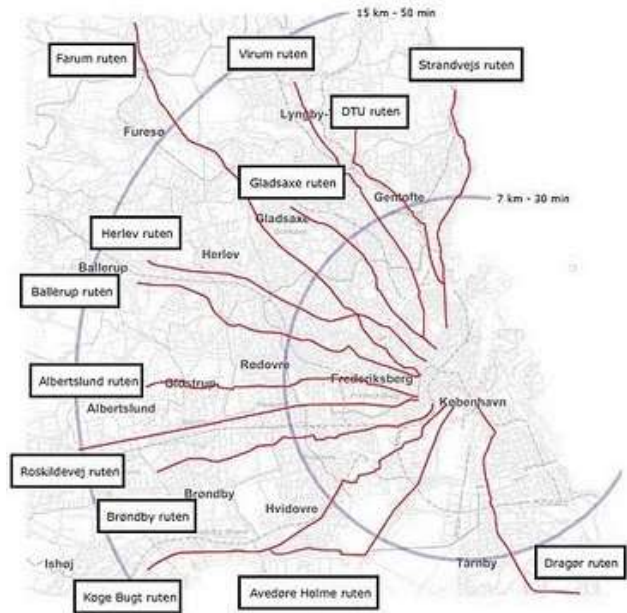 15 km - 50 min
Farum ruten
Virum ruten
Strandvejs ruten
Lyngby-
DTU ruten
Furesø
Gladsaxe ruten
Gentofte
7 km - 30 min
Gladsaxe
Herlev ruten
Herlev
Ballerup
Ballerup ruten
Rødovre
Albertslund ruten
Glostrup
Frederiksberg
Albertslund
København
Roskildevej ruten
Brøndby
Hvidovre
Brøndby ruten
Ishøj
Tårnby
Dragør ruten
Køge Bugt ruten
Avedøre Holme ruten